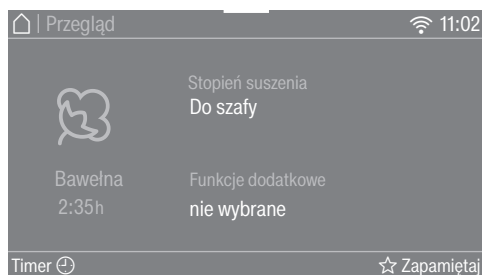 | Przegląd 11:02
Stopień suszenia
Do szafy
Bawełna
2:35h
Funkcje dodatkowe
nie wybrane
Timer
Zapamiętaj